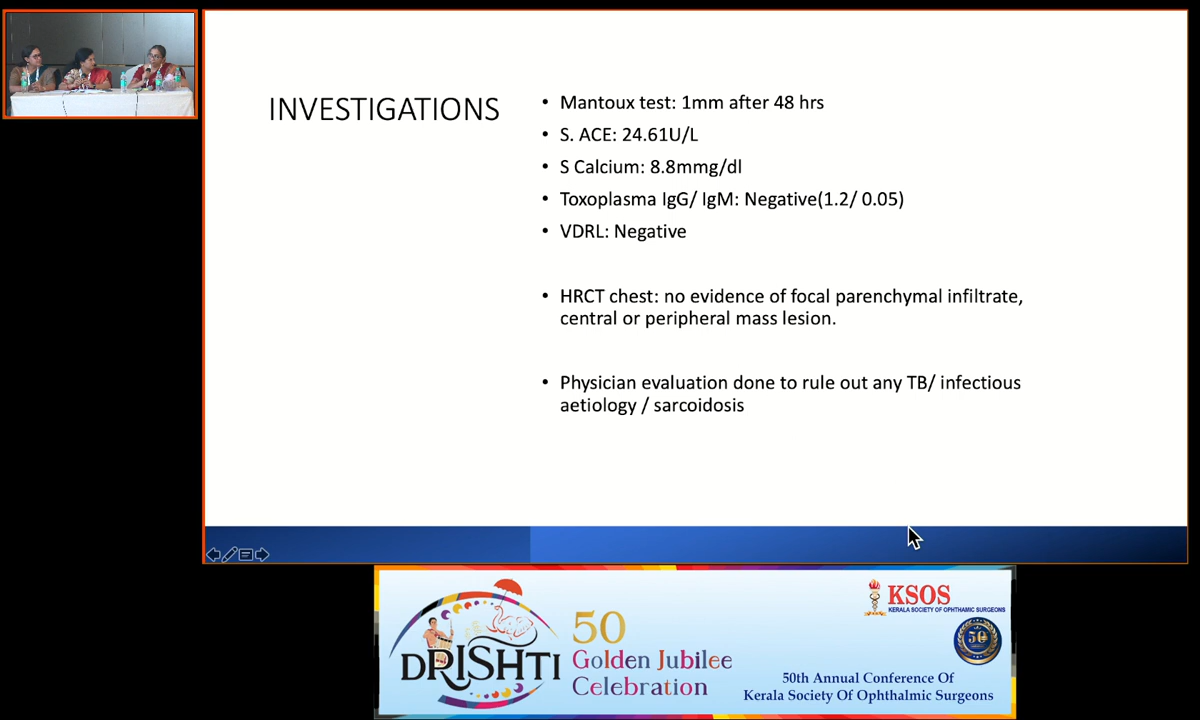 INVESTIGATIONS
• Mantoux test: 1mm after 48 hrs
• S. ACE: 24.61U/L
• S Calcium: 8.8mmg/dl
• Toxoplasma IgG/ IgM: Negative(1.2/ 0.05)
• VDRL: Negative
• HRCT chest: no evidence of focal parenchymal infiltrate,
central or peripheral mass lesion.
• Physician evaluation done to rule out any TB/ infectious
aetiology / sarcoidosis
DRISHTI
50
Golden Jubilee
Celebration
KSOS
KERALA SOCIETY OF OPHTHAMIC SURGEONS
50
50th Annual Conference Of
Kerala Society Of Ophthalmic Surgeons